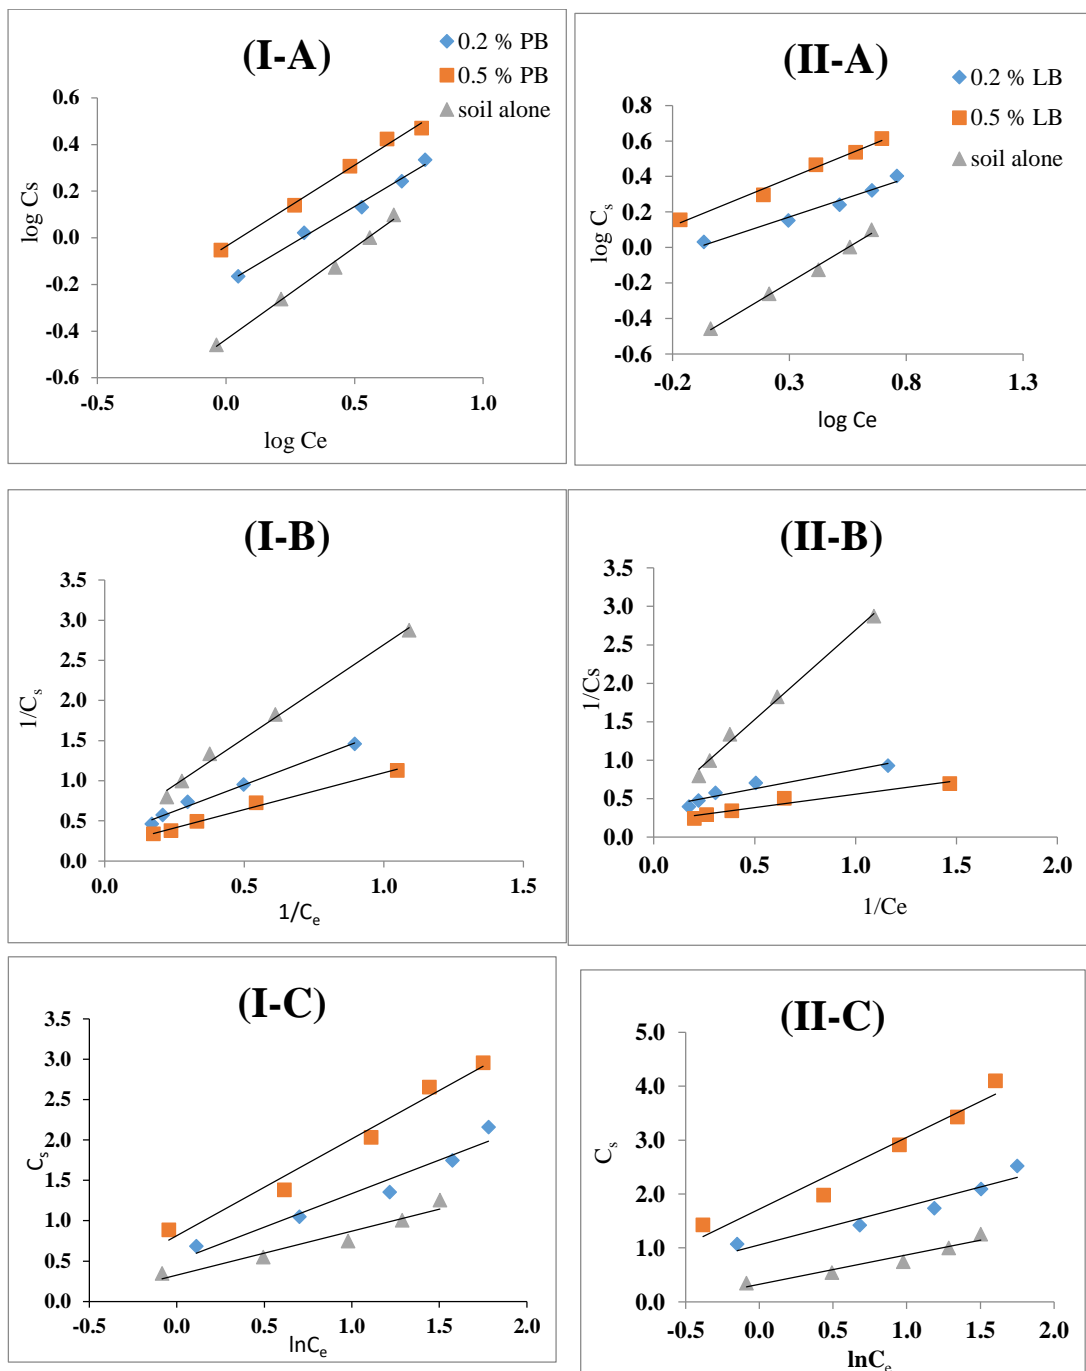 (I-A)
0.2 % PB
0.5 % PB
soil alone
0.6
0.4
0.2
0.0
-0.2
-0.4
-0.6
-0.5 0.0 0.5 1.0
log Cs
log Ce
(II-A)
0.2 % LB
0.5 % LB
soil alone
0.8
0.6
0.4
0.2
0.0
-0.2
-0.4
-0.6
-0.2 0.3 0.8 1.3
log Cs
log Ce
(I-B)
3.5
3.0
2.5
2.0
1.5
1.0
0.5
0.0
0.0 0.5 1.0 1.5
1/Cs
1/Ce
(II-B)
3.5
3.0
2.5
2.0
1.5
1.0
0.5
0.0
0.0 0.5 1.0 1.5 2.0
1/Cs
1/Ce
(I-C)
3.5
3.0
2.5
2.0
1.5
1.0
0.5
0.0
-0.5 0.0 0.5 1.0 1.5 2.0
Cs
lnCe
(II-C)
5.0
4.0
3.0
2.0
1.0
0.0
-0.5 0.0 0.5 1.0 1.5 2.0
Cs
lnCe